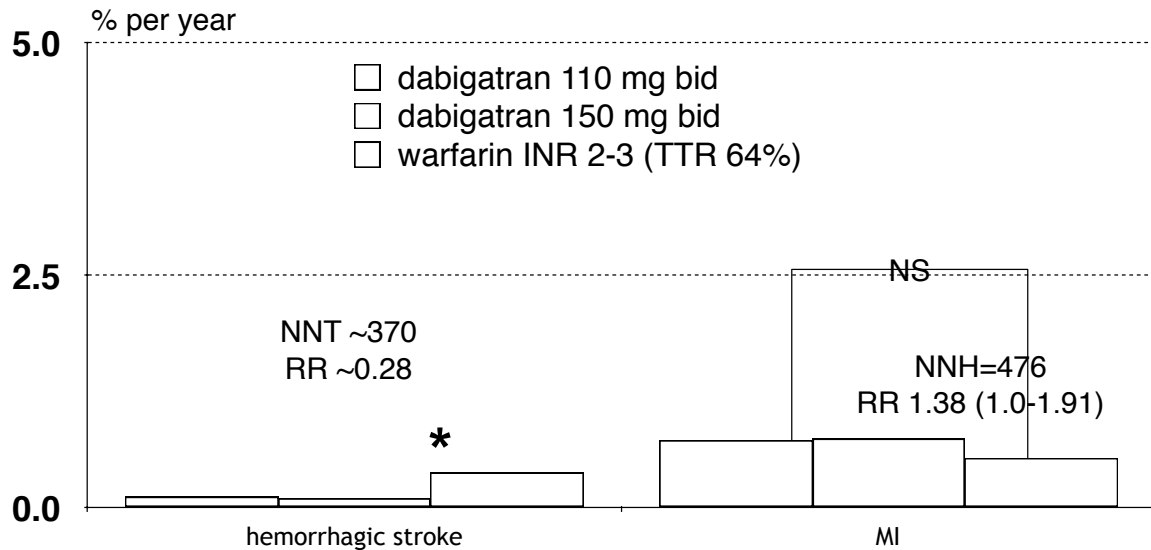 % per year
5.0
dabigatran 110 mg bid
dabigatran 150 mg bid
warfarin INR 2-3 (TTR 64%)
2.5
NS
NNT ~370
RR ~0.28
NNH=476
RR 1.38 (1.0-1.91)
*
0.0
hemorrhagic stroke
MI